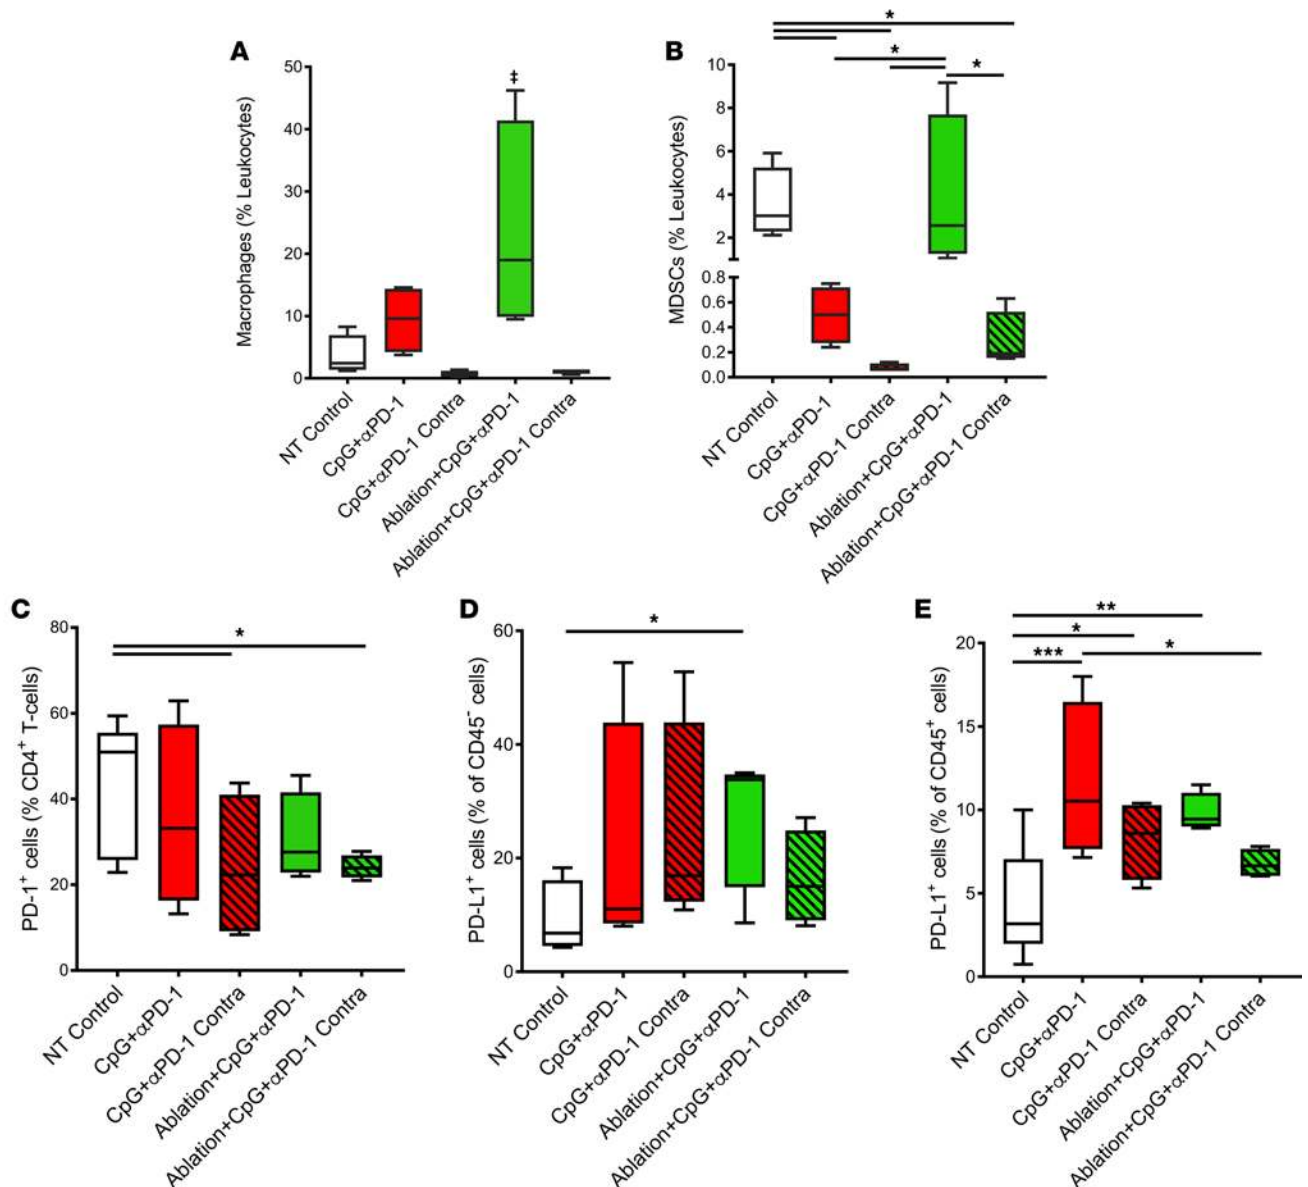 A
Macrophages (% Leukocytes)
50
40
30
20
10
0
‡
NT Control
CpG+αPD-1
CpG+αPD-1 Contra
Ablation+CpG+αPD-1
Ablation+CpG+αPD-1 Contra
B
MDSCs (% Leukocytes)
10
8
6
4
2
0.8
0.6
0.4
0.2
0.0
*
*
*
NT Control
CpG+αPD-1
CpG+αPD-1 Contra
Ablation+CpG+αPD-1
Ablation+CpG+αPD-1 Contra
C
PD-1⁺ cells (% CD4⁺ T-cells)
80
60
40
20
0
*
NT Control
CpG+αPD-1
CpG+αPD-1 Contra
Ablation+CpG+αPD-1
Ablation+CpG+αPD-1 Contra
D
PD-L1⁺ cells (% of CD45⁻ cells)
60
40
20
0
*
NT Control
CpG+αPD-1
CpG+αPD-1 Contra
Ablation+CpG+αPD-1
Ablation+CpG+αPD-1 Contra
E
PD-L1⁺ cells (% of CD45⁺ cells)
20
15
10
5
0
**
*
***
*
NT Control
CpG+αPD-1
CpG+αPD-1 Contra
Ablation+CpG+αPD-1
Ablation+CpG+αPD-1 Contra